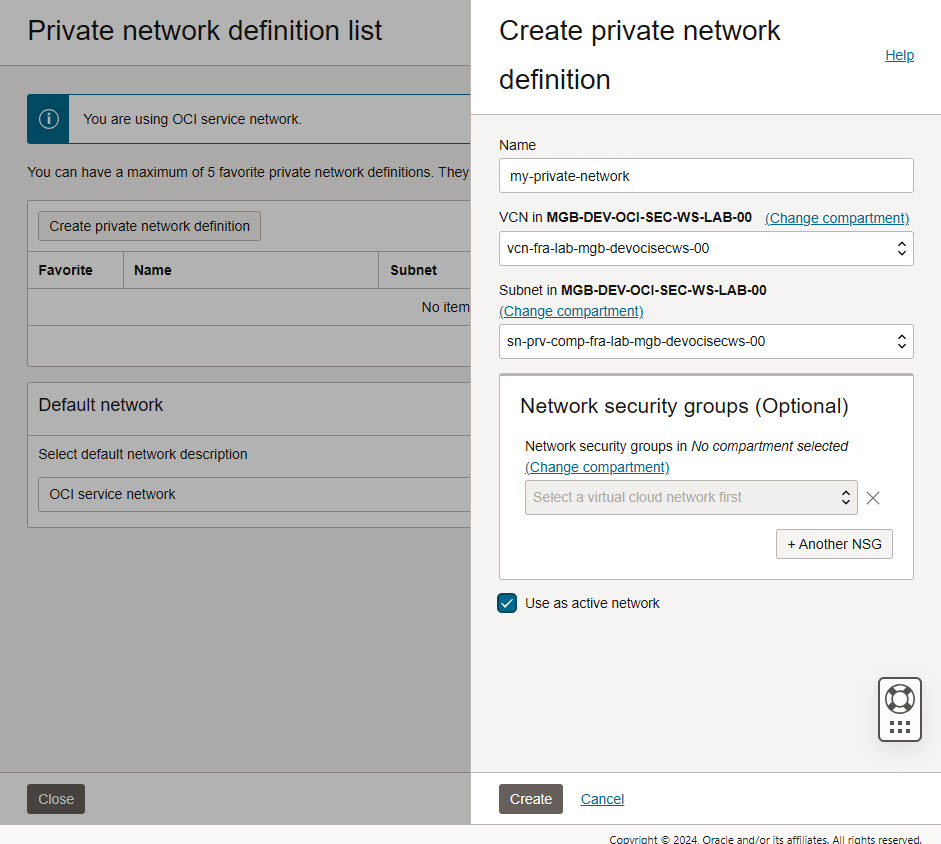 Private network definition list
You are using OCI service network.
You can have a maximum of 5 favorite private network definitions. They
Create private network definition
Favorite Name Subnet
No item
Default network
Select default network description
OCI service network
Close
Create private network
definition
Help
Name
my-private-network
VCN in MGB-DEV-OCI-SEC-WS-LAB-00 (Change compartment)
vcn-fra-lab-mgb-devocisecws-00
Subnet in MGB-DEV-OCI-SEC-WS-LAB-00
(Change compartment)
sn-prv-comp-fra-lab-mgb-devocisecws-00
Network security groups (Optional)
Network security groups in No compartment selected
(Change compartment)
Select a virtual cloud network first
+ Another NSG
Use as active network
Create Cancel
Copyright © 2024, Oracle and/or its affiliates. All rights reserved.